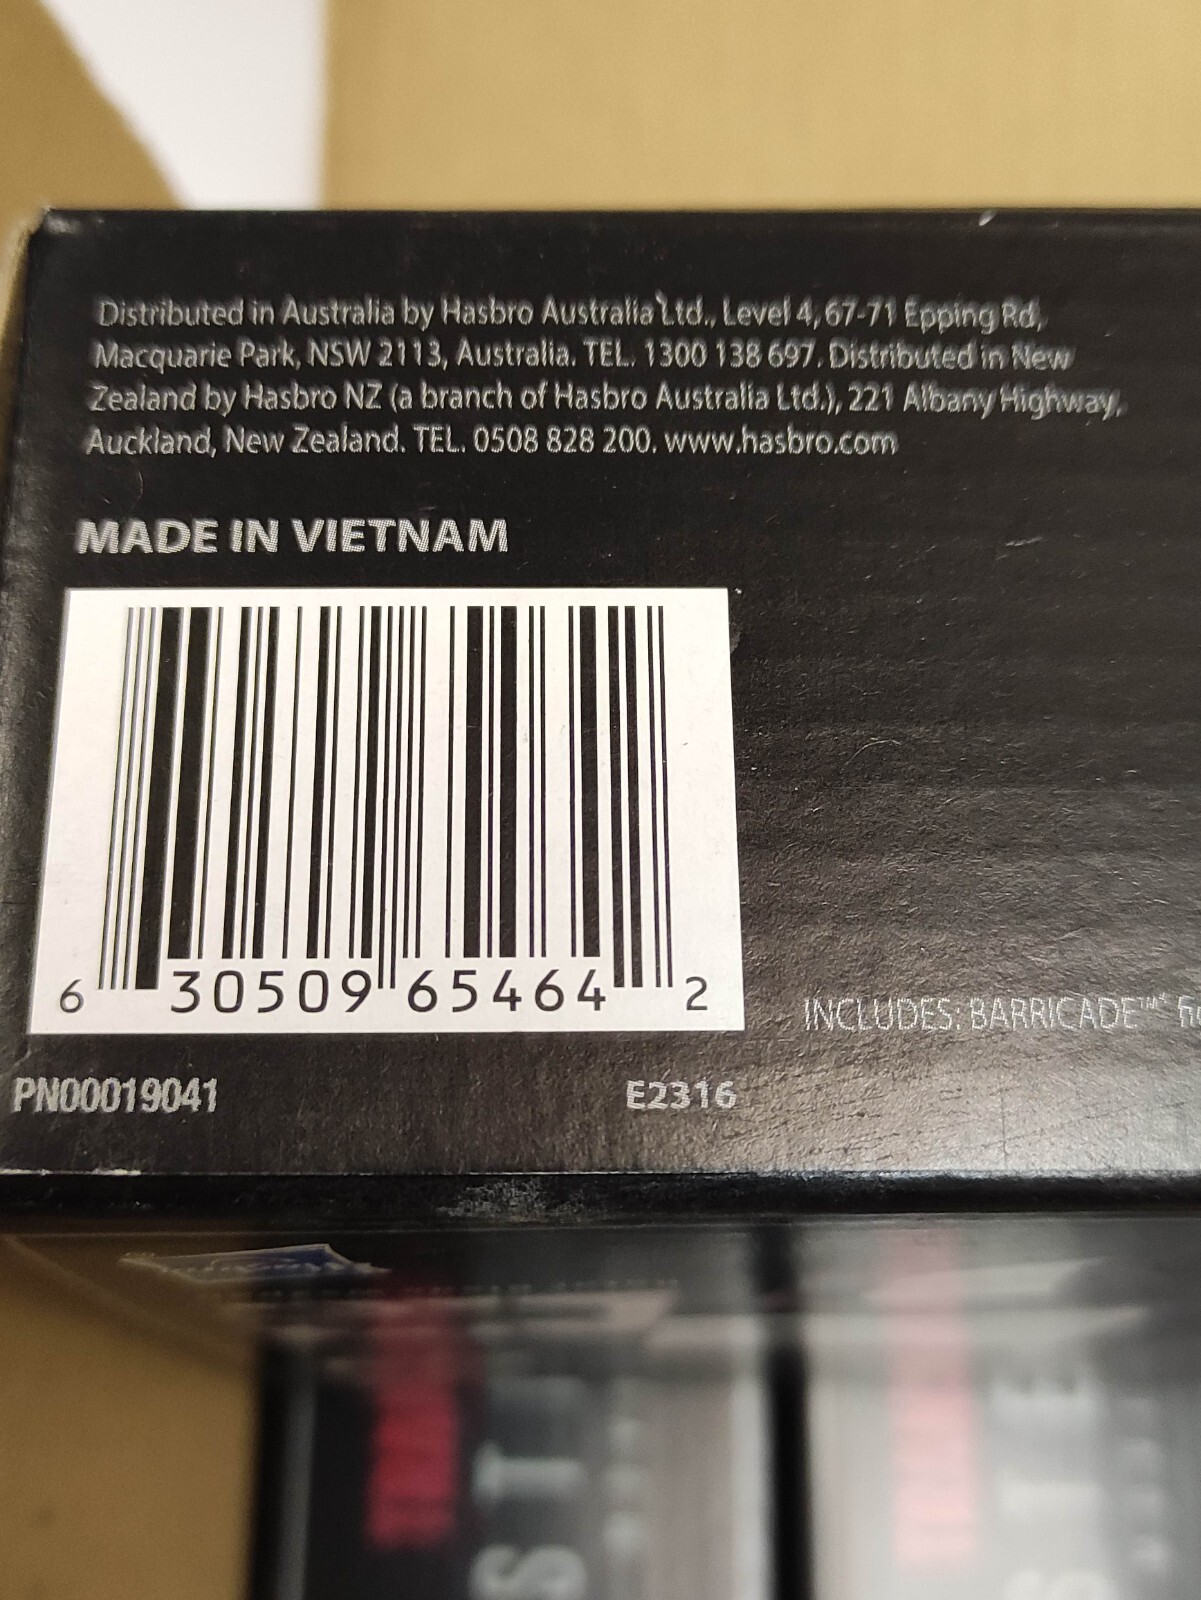 Distributed in Australia by Hasbro Australia Ltd., Level 4, 67-71 Epping Rd,
Macquarie Park, NSW 2113, Australia. TEL. 1300 138 697. Distributed in New
Zealand by Hasbro NZ (a branch of Hasbro Australia Ltd.), 221 Albany Highway,
Auckland, New Zealand. TEL. 0508 828 200. www.hasbro.com
MADE IN VIETNAM
6 30509 65464 2
INCLUDES: BARRICADE™*
PN00019041 E2316